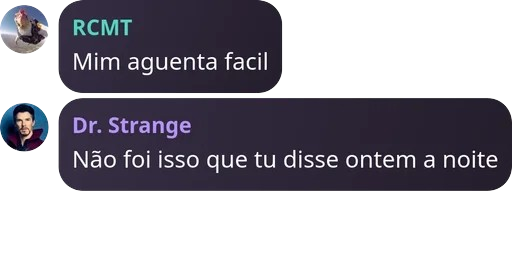 RCMT
Mim aguenta facil
Dr. Strange
Não foi isso que tu disse ontem a noite